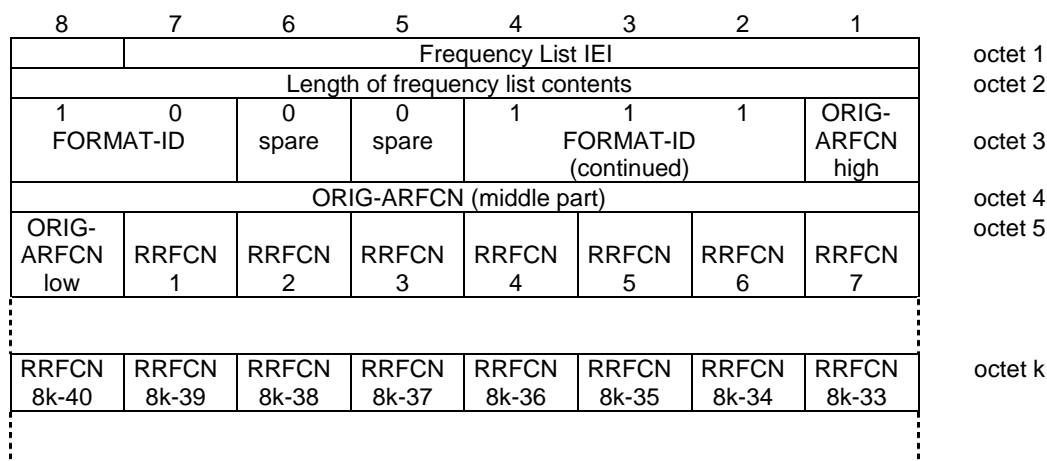 8 7 6 5 4 3 2 1
Frequency List IEI octet 1
Length of frequency list contents octet 2
1 0 0 0 1 1 1 ORIG-
FORMAT-ID spare spare FORMAT-ID ARFCN octet 3
(continued) high
ORIG-ARFCN (middle part) octet 4
ORIG- octet 5
ARFCN RRFCN RRFCN RRFCN RRFCN RRFCN RRFCN RRFCN
low 1 2 3 4 5 6 7
RRFCN RRFCN RRFCN RRFCN RRFCN RRFCN RRFCN RRFCN octet k
8k-40 8k-39 8k-38 8k-37 8k-36 8k-35 8k-34 8k-33